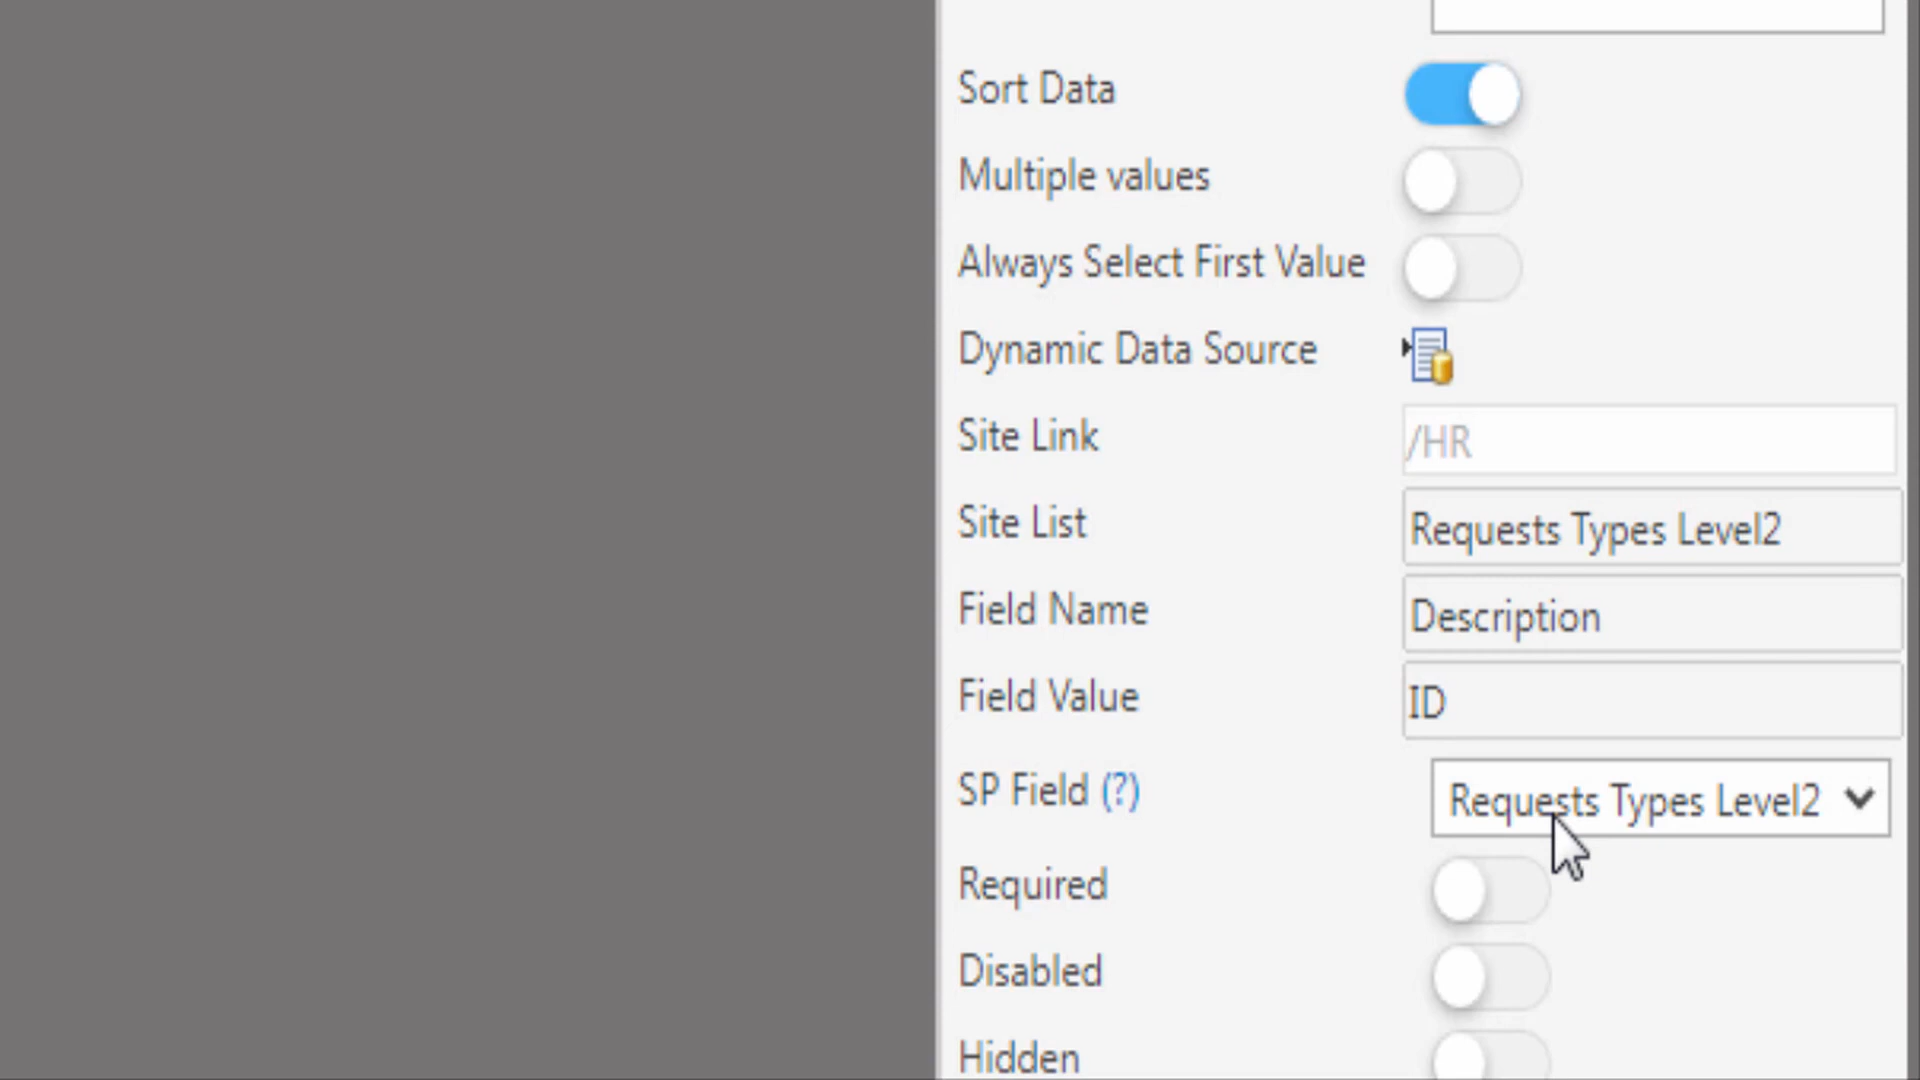 Sort Data
Multiple values
Always Select First Value
Dynamic Data Source
Site Link /HR
Site List Requests Types Level2
Field Name Description
Field Value ID
SP Field (?) Requests Types Level2
Required
Disabled
Hidden